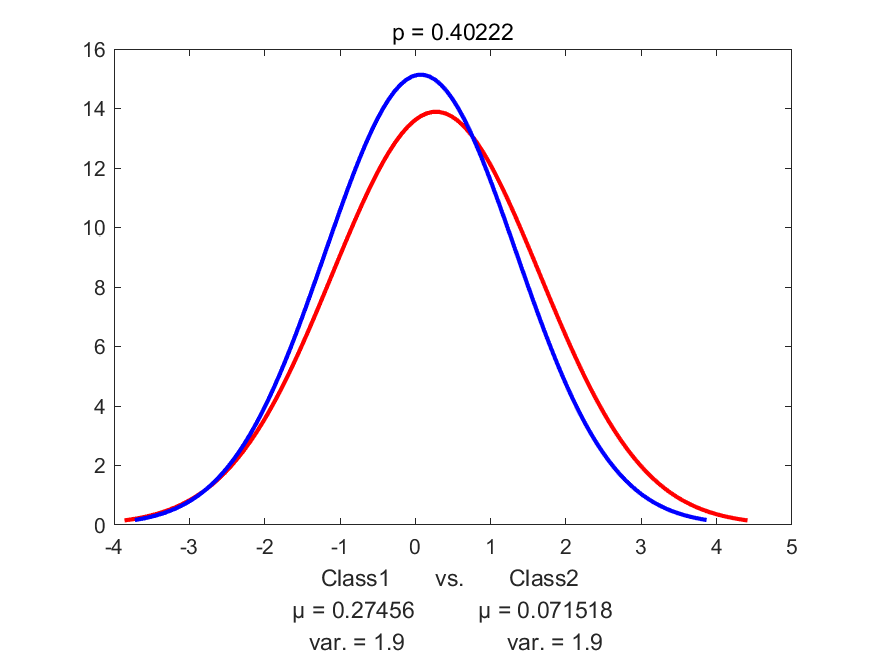 p = 0.40222
16
14
12
10
8
6
4
2
0
-4 -3 -2 -1 0 1 2 3 4 5
Class1 vs. Class2
μ = 0.27456 μ = 0.071518
var. = 1.9 var. = 1.9